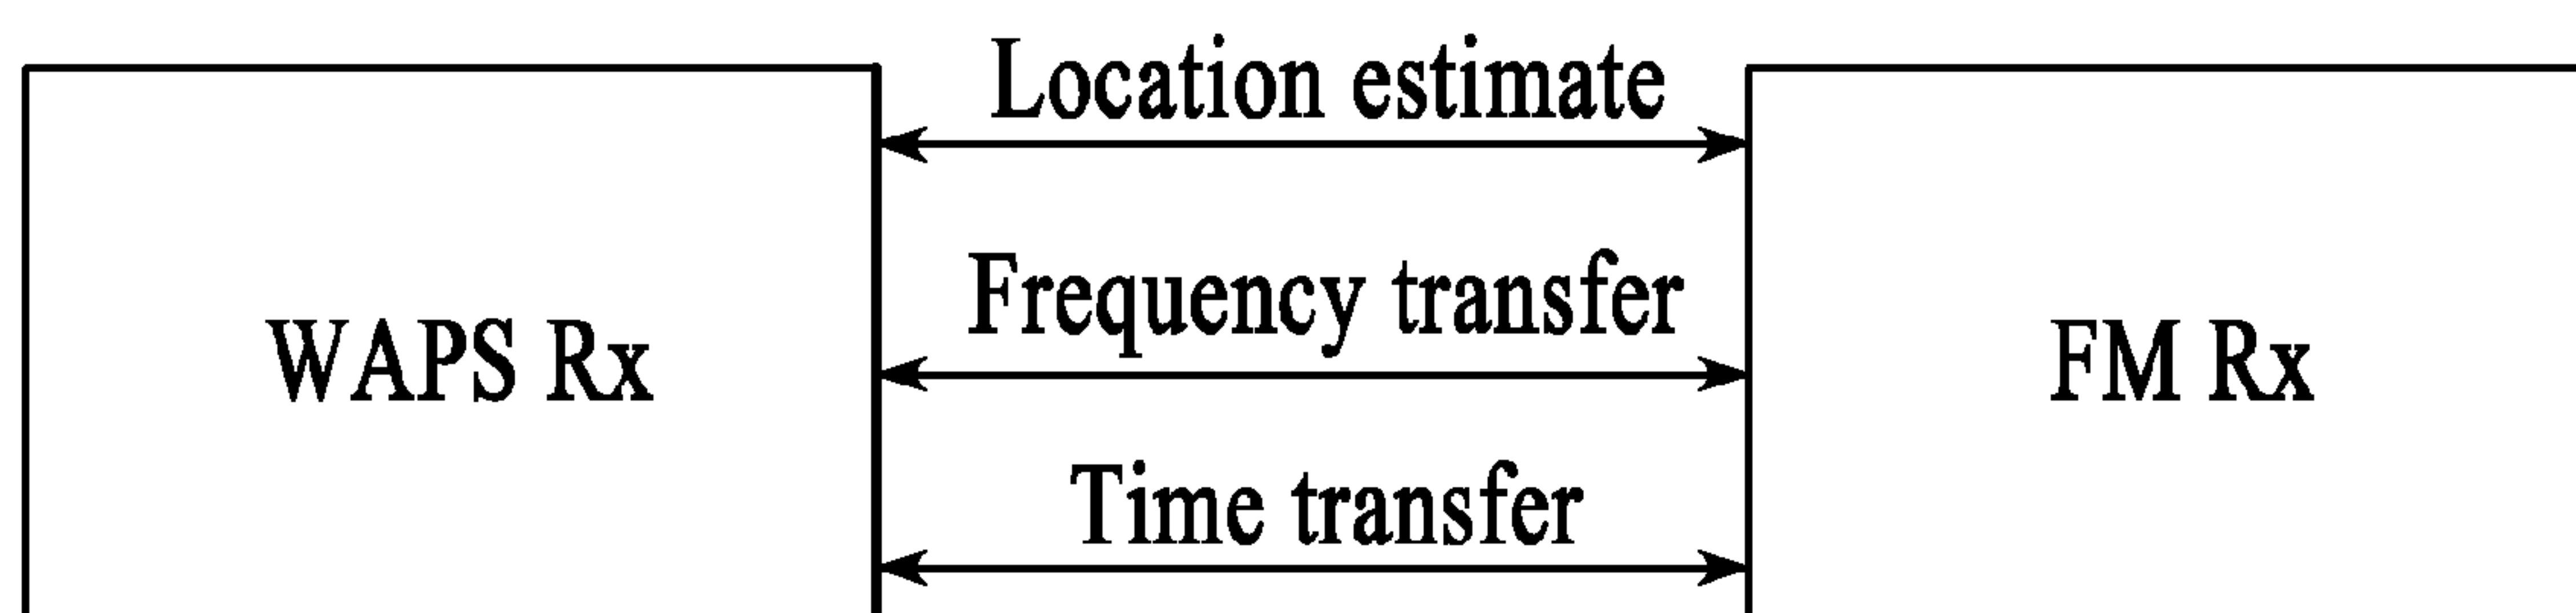 Location estimate
Frequency transfer
WAPS Rx
FM Rx
Time transfer